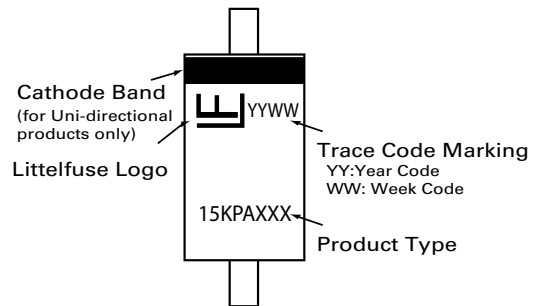 Cathode Band
(for Uni-directional
products only)
Littelfuse Logo
YYWW
Trace Code Marking
YY:Year Code
WW: Week Code
15KPAXXX
Product Type